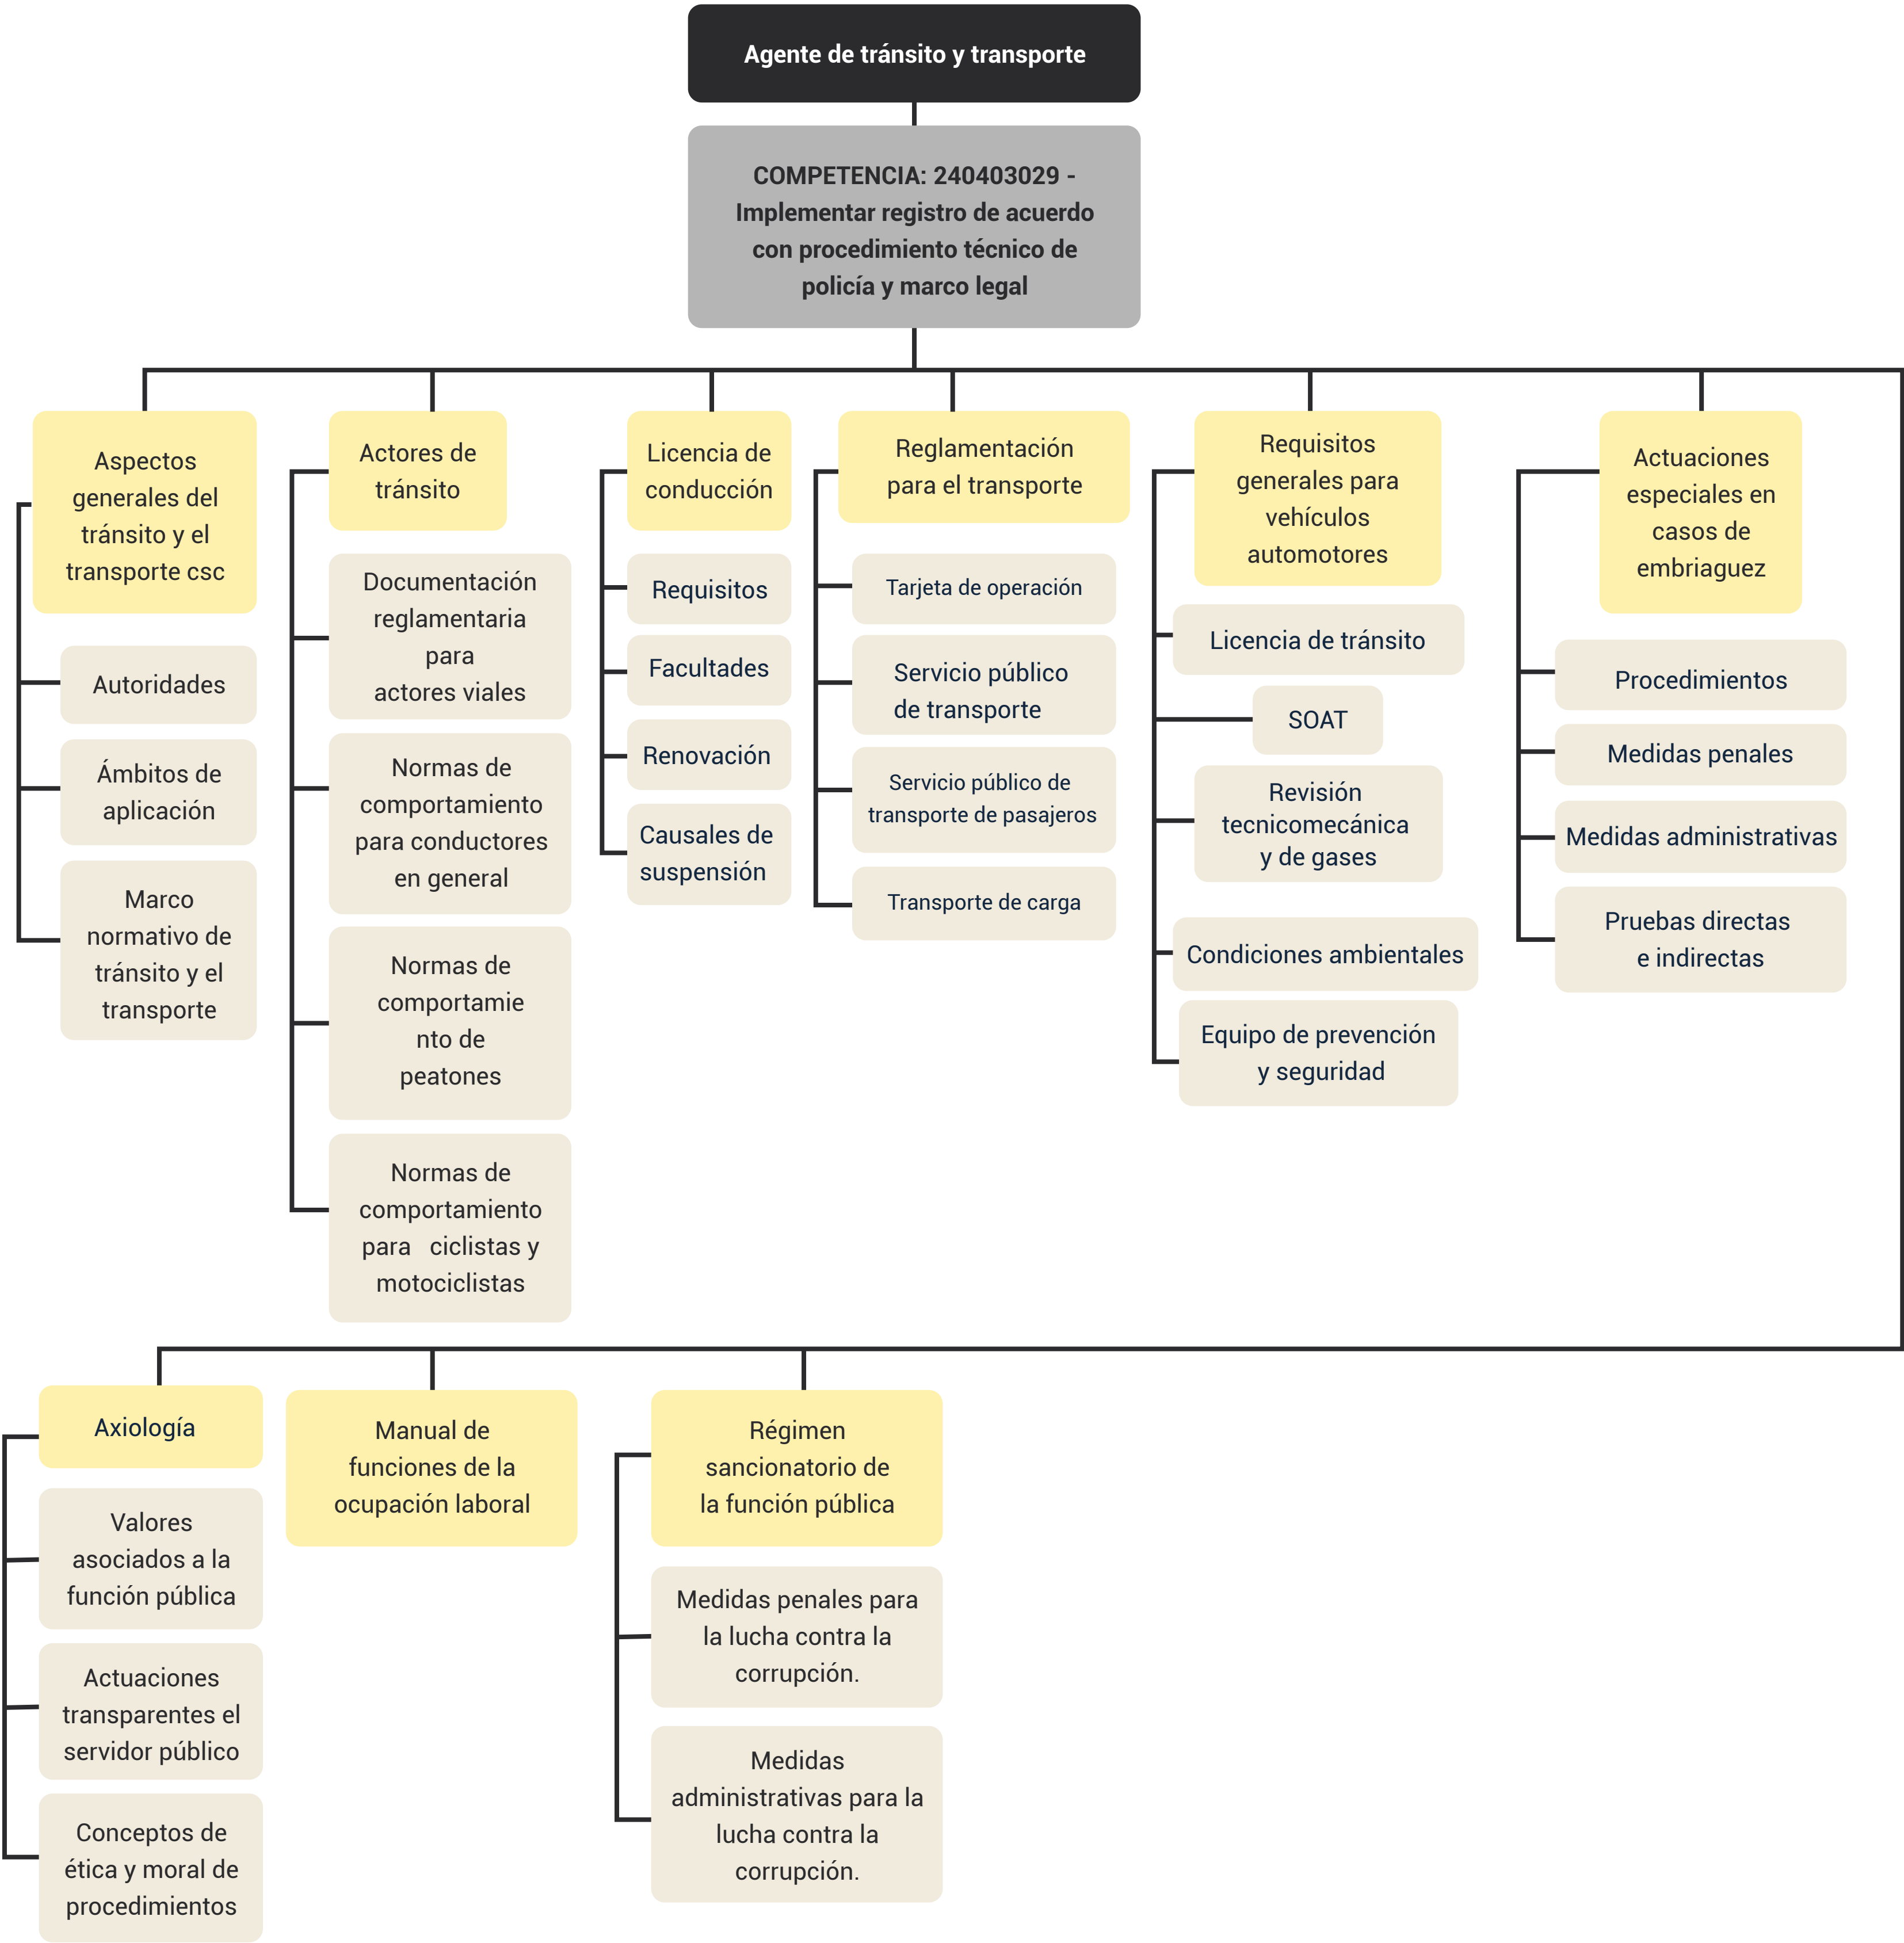 Agente de tránsito y transporte
COMPETENCIA: 240403029 -
Implementar registro de acuerdo
con procedimiento técnico de
policía y marco legal
Aspectos
generales del
tránsito y el
transporte csc
Autoridades
Ámbitos de
aplicación
Marco
normativo de
tránsito y el
transporte
Actores de
tránsito
Documentación
reglamentaria
para
actores viales
Normas de
comportamiento
para conductores
en general
Normas de
comportamie
nto de
peatones
Normas de
comportamiento
para ciclistas y
motociclistas
Licencia de
conducción
Requisitos
Facultades
Renovación
Causales de
suspensión
Reglamentación
para el transporte
Tarjeta de operación
Servicio público
de transporte
Servicio público de
transporte de pasajeros
Transporte de carga
Requisitos
generales para
vehículos
automotores
Licencia de tránsito
SOAT
Revisión
tecnicomecánica
y de gases
Condiciones ambientales
Equipo de prevención
y seguridad
Actuaciones
especiales en
casos de
embriaguez
Procedimientos
Medidas penales
Medidas administrativas
Pruebas directas
e indirectas
Axiología
Valores
asociados a la
función pública
Actuaciones
transparentes el
servidor público
Conceptos de
ética y moral de
procedimientos
Manual de
funciones de la
ocupación laboral
Régimen
sancionatorio de
la función pública
Medidas penales para
la lucha contra la
corrupción.
Medidas
administrativas para la
lucha contra la
corrupción.